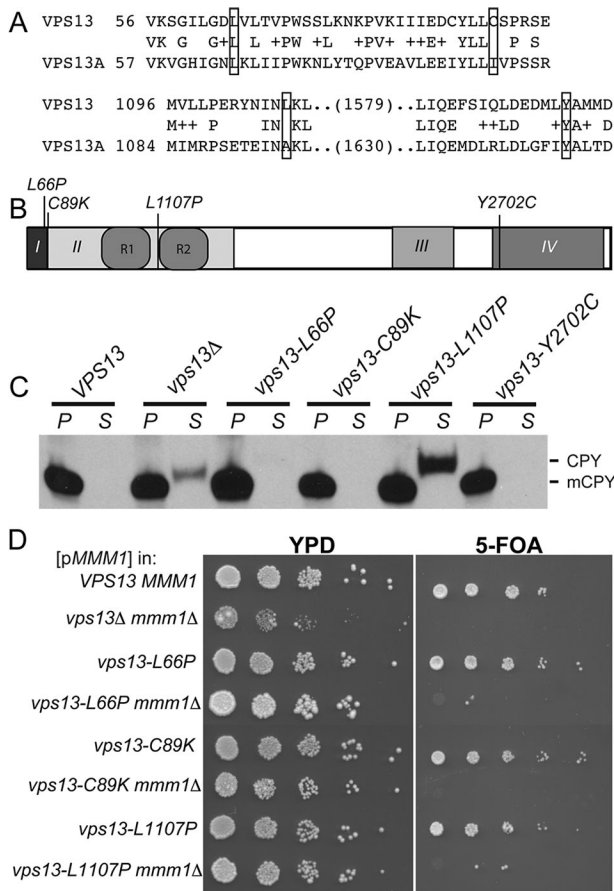 A
VPS13 56 VKSGILGDLVLTVPWSSLKNKPVKIIIEDCYLLCSPRSE
VK G G+L L +PW +L +PV+ ++E+ YLL P S
VPS13A 57 VKVGHIGNLKLIIPWKNLYTQPVEAVLEEIYLLIVPSSR
VPS13 1096 MVLLPERYNINLKL..(1579)..LIQEFSIQLDEDMLYAMMD
M++ P IN KL LIQE ++LD +YA+ D
VPS13A 1084 MIMRPSETEINAKL..(1630)..LIQEMDLRLDLGFIYALTD
B
L66P
C89K
L1107P
Y2702C
I II R1 R2 III IV
C
VPS13 vps13Δ vps13-L66P vps13-C89K vps13-L1107P vps13-Y2702C
P S P S P S P S P S P S
CPY
mCPY
D
YPD 5-FOA
[pMMM1] in:
VPS13 MMM1
vps13Δ mmm1Δ
vps13-L66P
vps13-L66P mmm1Δ
vps13-C89K
vps13-C89K mmm1Δ
vps13-L1107P
vps13-L1107P mmm1Δ